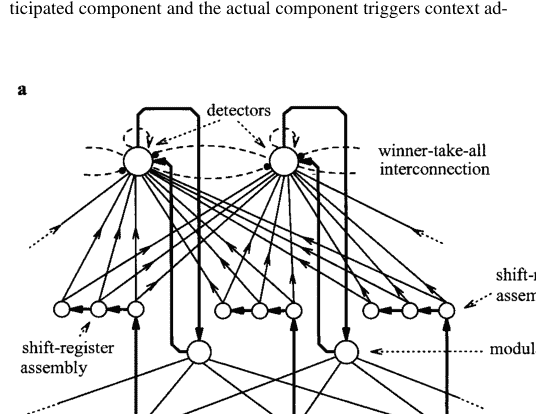 ticipated component and the actual component triggers context ad-
a
detectors
winner-take-all
interconnection
shift-register
assembly